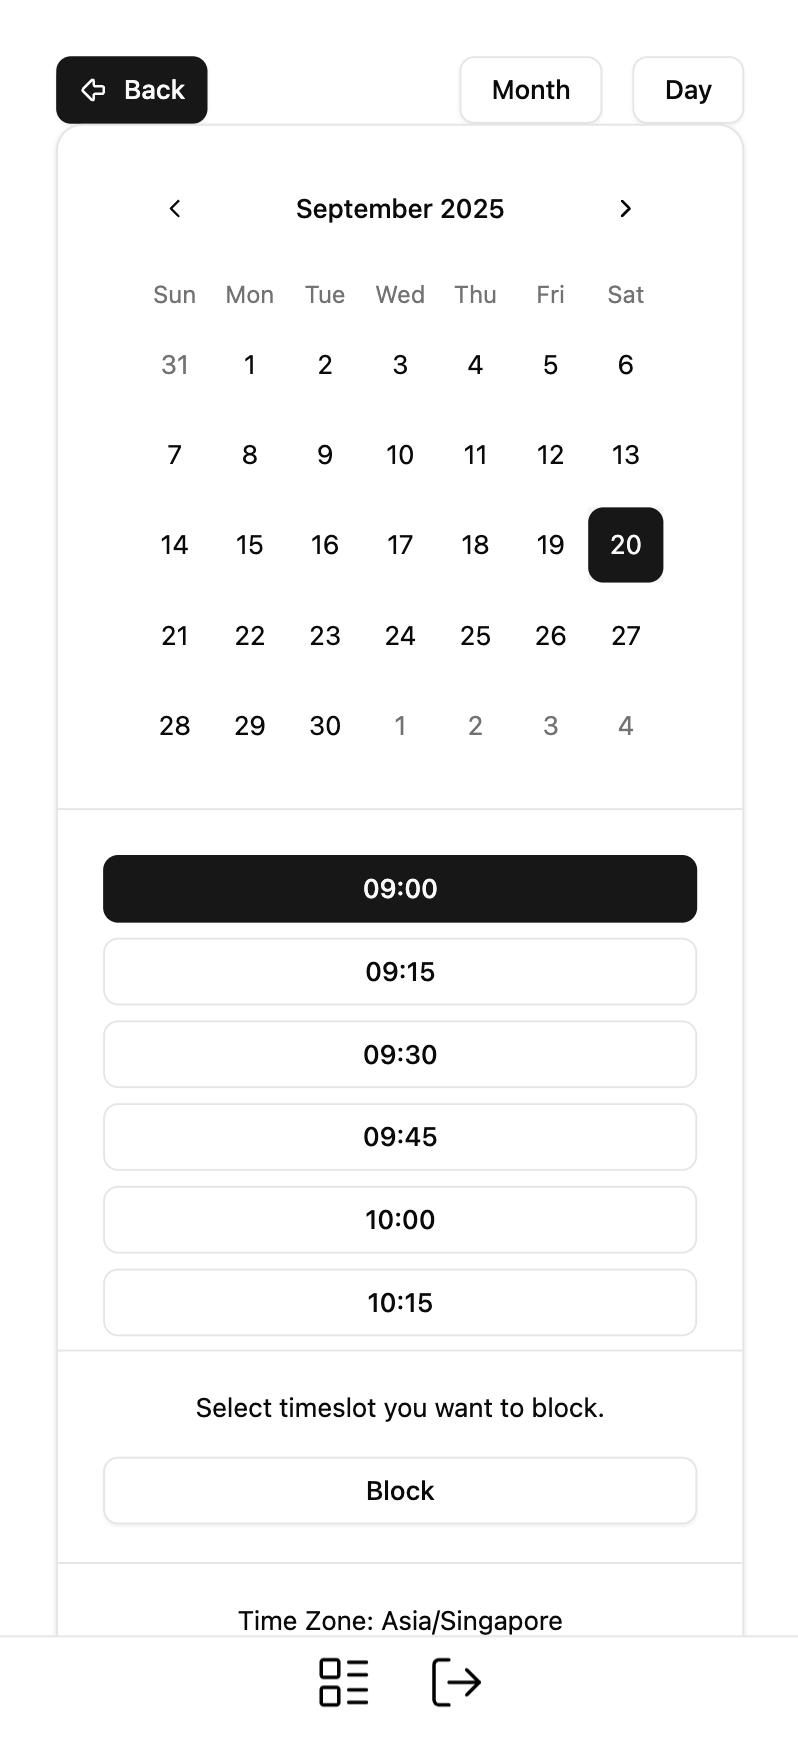 Back Month Day
September 2025
Sun Mon Tue Wed Thu Fri Sat
31 1 2 3 4 5 6
7 8 9 10 11 12 13
14 15 16 17 18 19 20
21 22 23 24 25 26 27
28 29 30 1 2 3 4
09:00
09:15
09:30
09:45
10:00
10:15
Select timeslot you want to block.
Block
Time Zone: Asia/Singapore